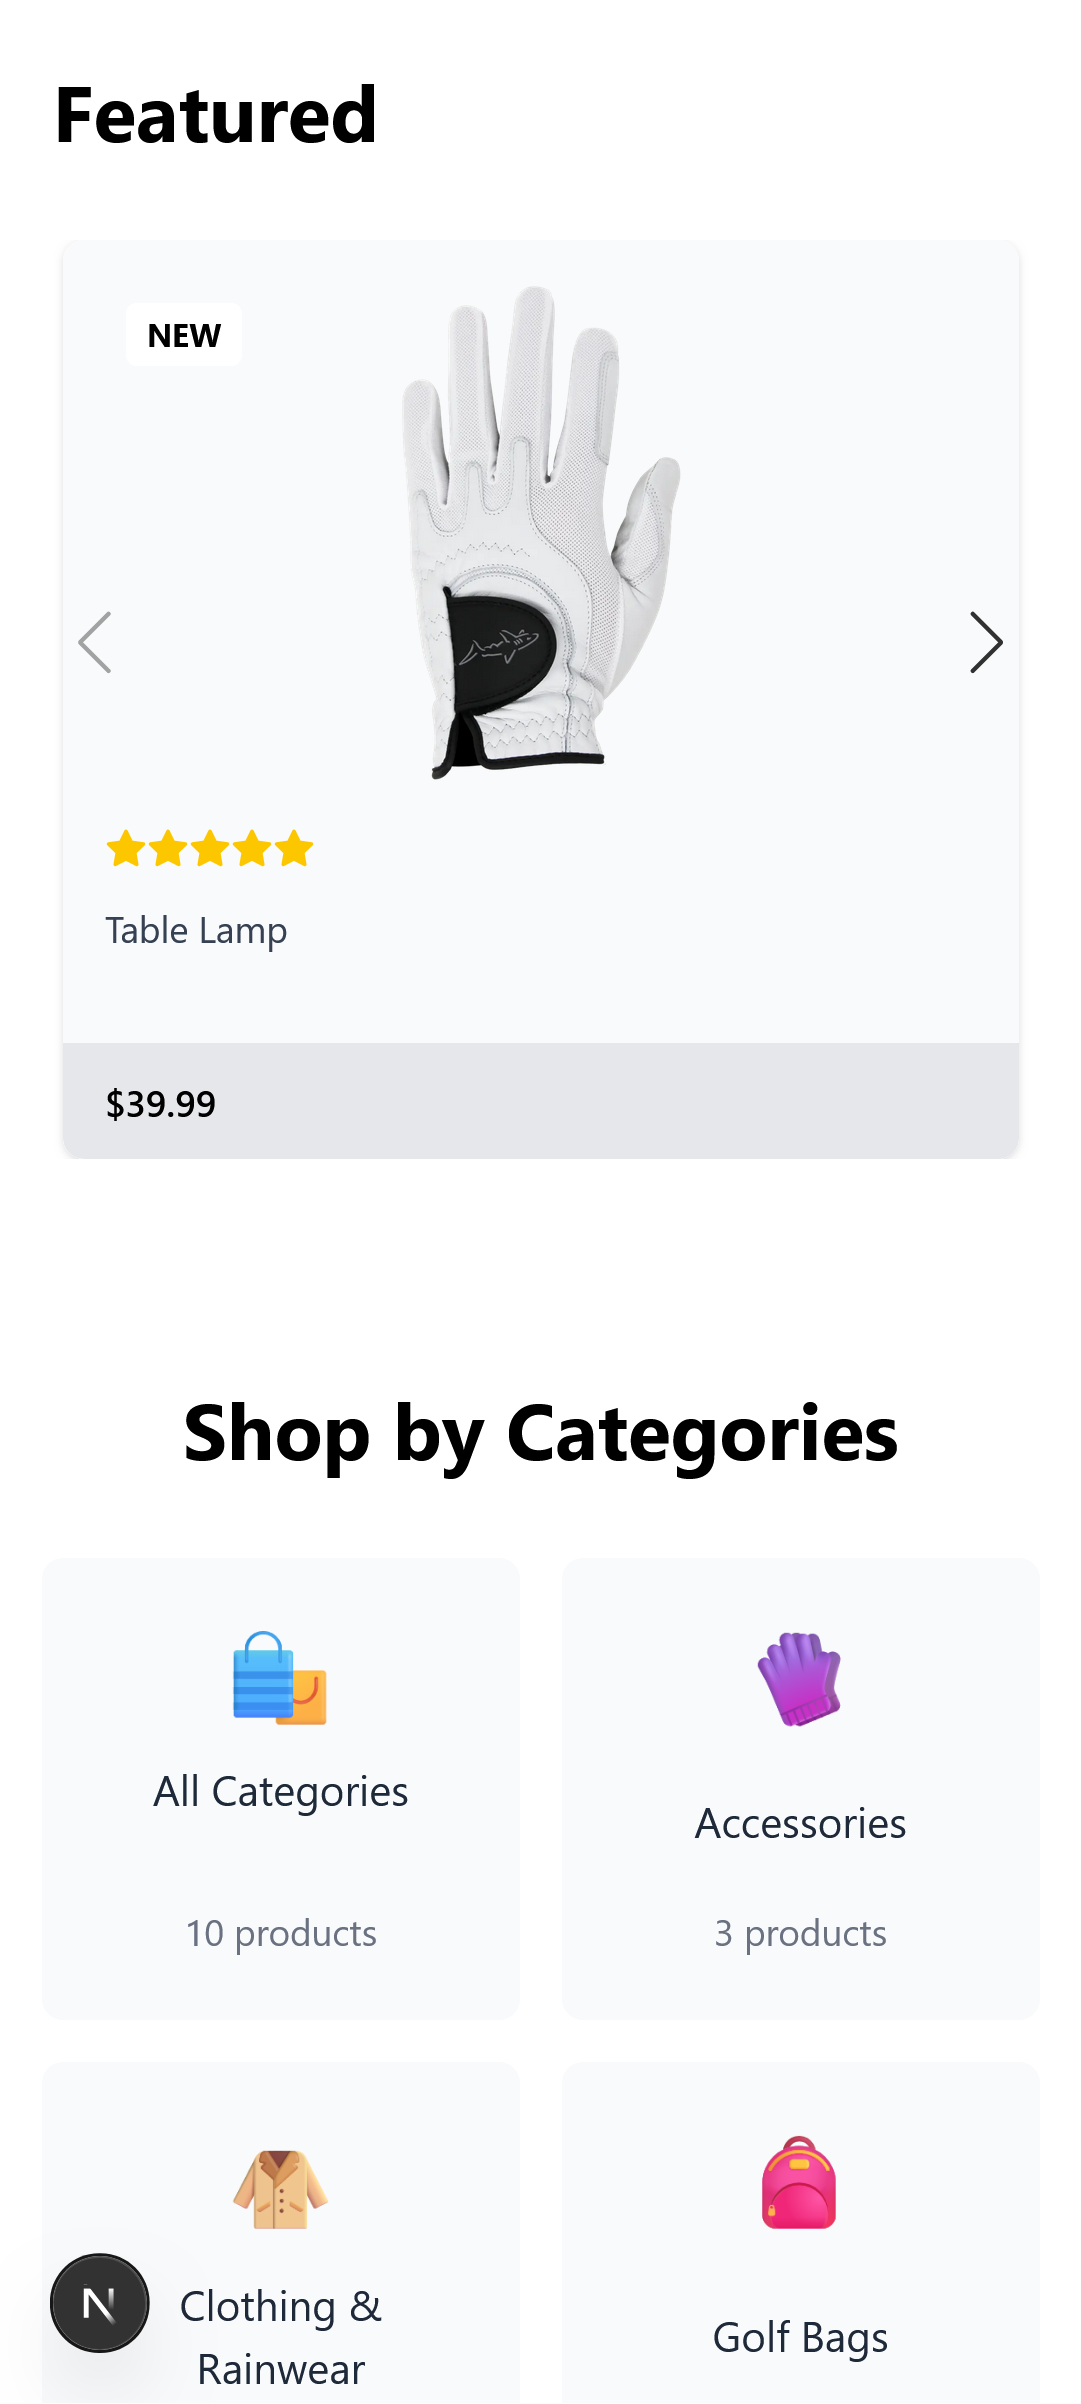 Featured
NEW
Table Lamp
$39.99
Shop by Categories
All Categories
Accessories
10 products
3 products
Clothing &
Rainwear
Golf Bags
N